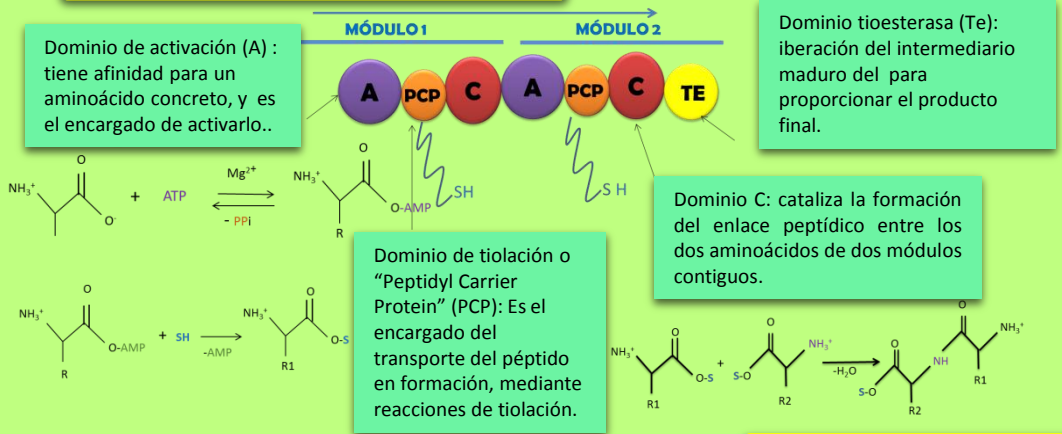 MÓDULO 1
MÓDULO 2
Dominio de activación (A) :
tiene afinidad para un
aminoácido concreto, y es
el encargado de activarlo..
A
PCP
C
A
PCP
C
TE
SH
S H
Dominio tioesterasa (Te):
iberación del intermediario
maduro del para
proporcionar el producto
final.
NH3+
O
O-
+
ATP
Mg2+
- PPi
NH3+
O
O-AMP
R
Dominio C: cataliza la formación
del enlace peptídico entre los
dos aminoácidos de dos módulos
contiguos.
Dominio de tiolación o
“Peptidyl Carrier
Protein” (PCP): Es el
encargado del
transporte del péptido
en formación, mediante
reacciones de tiolación.
NH3+
O
O-AMP
R
+
SH
-AMP
NH3+
O
O-S
R1
NH3+
O
O-S
R1
+
O
S-O
NH3+
R2
-H2O
O
S-O
R2
NH
O
NH3+
R1